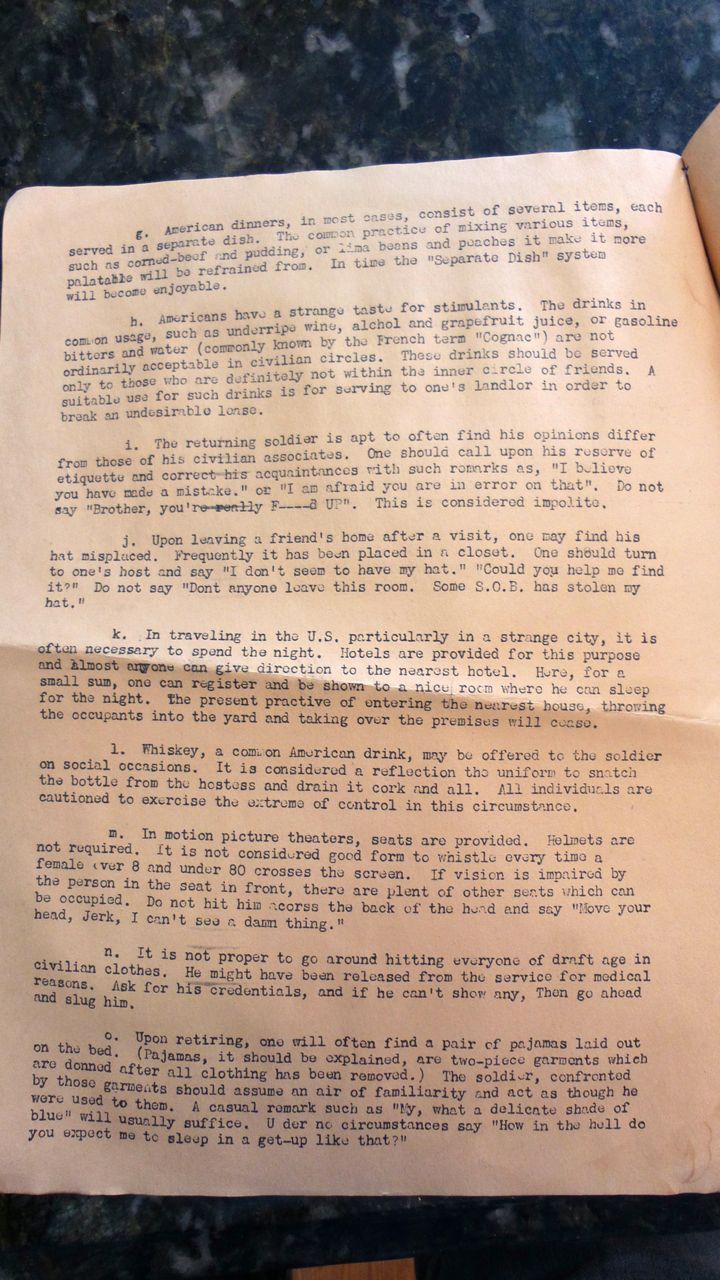 g. American dinners, in most cases, consist of several items, each
served in a separate dish. The common practice of mixing various items,
such as corned-beef and pudding, or lima beans and peaches it make it more
palatable will be refrained from. In time the "Separate Dish" system
will become enjoyable.
h. Americans have a strange taste for stimulants. The drinks in
common usage, such as underripe wine, alchol and grapefruit juice, or gasoline
bitters and water (commonly known by the French term "Cognac") are not
ordinarily acceptable in civilian circles. These drinks should be served
only to those who are definitely not within the inner circle of friends. A
suitable use for such drinks is for serving to one's landlor in order to
break an undesirable lease.
i. The returning soldier is apt to often find his opinions differ
from those of his civilian associates. One should call upon his reserve of
etiquette and correct his acquaintances with such remarks as, "I believe
you have made a mistake." or "I am afraid you are in error on that". Do not
say "Brother, you're really F----d UP". This is considered impolite.
j. Upon leaving a friend's home after a visit, one may find his
hat misplaced. Frequently it has been placed in a closet. One should turn
to one's host and say "I don't seem to have my hat." "Could you help me find
it?" Do not say "Dont anyone leave this room. Some S.O.B. has stolen my
hat."
k. In traveling in the U.S. particularly in a strange city, it is
often necessary to spend the night. Hotels are provided for this purpose
and almost anyone can give direction to the nearest hotel. Here, for a
small sum, one can register and be shown to a nice room where he can sleep
for the night. The present practive of entering the nearest house, throwing
the occupants into the yard and taking over the premises will cease.
l. Whiskey, a common American drink, may be offered to the soldier
on social occasions. It is considered a reflection the uniform to snatch
the bottle from the hostess and drain it cork and all. All individuals are
cautioned to exercise the extreme of control in this circumstance.
m. In motion picture theaters, seats are provided. Helmets are
not required. It is not considered good form to whistle every time a
female over 8 and under 80 crosses the screen. If vision is impaired by
the person in the seat in front, there are plent of other seats which can
be occupied. Do not hit him acorss the back of the head and say "Move your
head, Jerk, I can't see a damn thing."
n. It is not proper to go around hitting everyone of draft age in
civilian clothes. He might have been released from the service for medical
reasons. Ask for his credentials, and if he can't show any, Then go ahead
and slug him.
o. Upon retiring, one will often find a pair of pajamas laid out
on the bed. (Pajamas, it should be explained, are two-piece garments which
are donned after all clothing has been removed.) The soldier, confronted
by those garments should assume an air of familiarity and act as though he
were used to them. A casual remark such as "My, what a delicate shade of
blue" will usually suffice. U der no circumstances say "How in the hell do
you expect me to sleep in a get-up like that?"